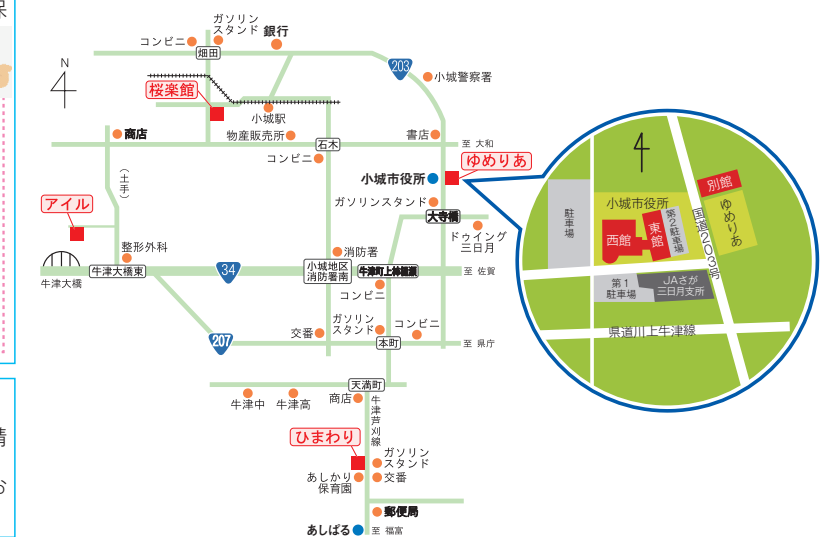 保
ガソリン
スタンド
銀行
コンビニ
畑田
203
小城警察署
N
桜楽館
小城駅
商店
物産販売所
石木
書店
至 大和
コンビニ
ゆめりあ
(土手)
小城市役所
アイル
ガソリンスタンド
大寺橋
ドゥイング
三日月
整形外科
消防署
牛津大橋東
34
小城地区
消防署南
至 佐賀
牛津大橋
コンビニ
ガソリン
スタンド
コンビニ
交番
207
本町
至 県庁
天満町
牛津中
牛津高
商店
牛津芦刈線
ひまわり
ガソリン
スタンド
あしかり
保育園
交番
郵便局
あしぱる
至 福富
別館
小城市役所
ゆめりあ
駐車場
西館
東館
第2駐車場
国道203号
第1
駐車場
JAさが
三日月支所
県道川上牛津線
お